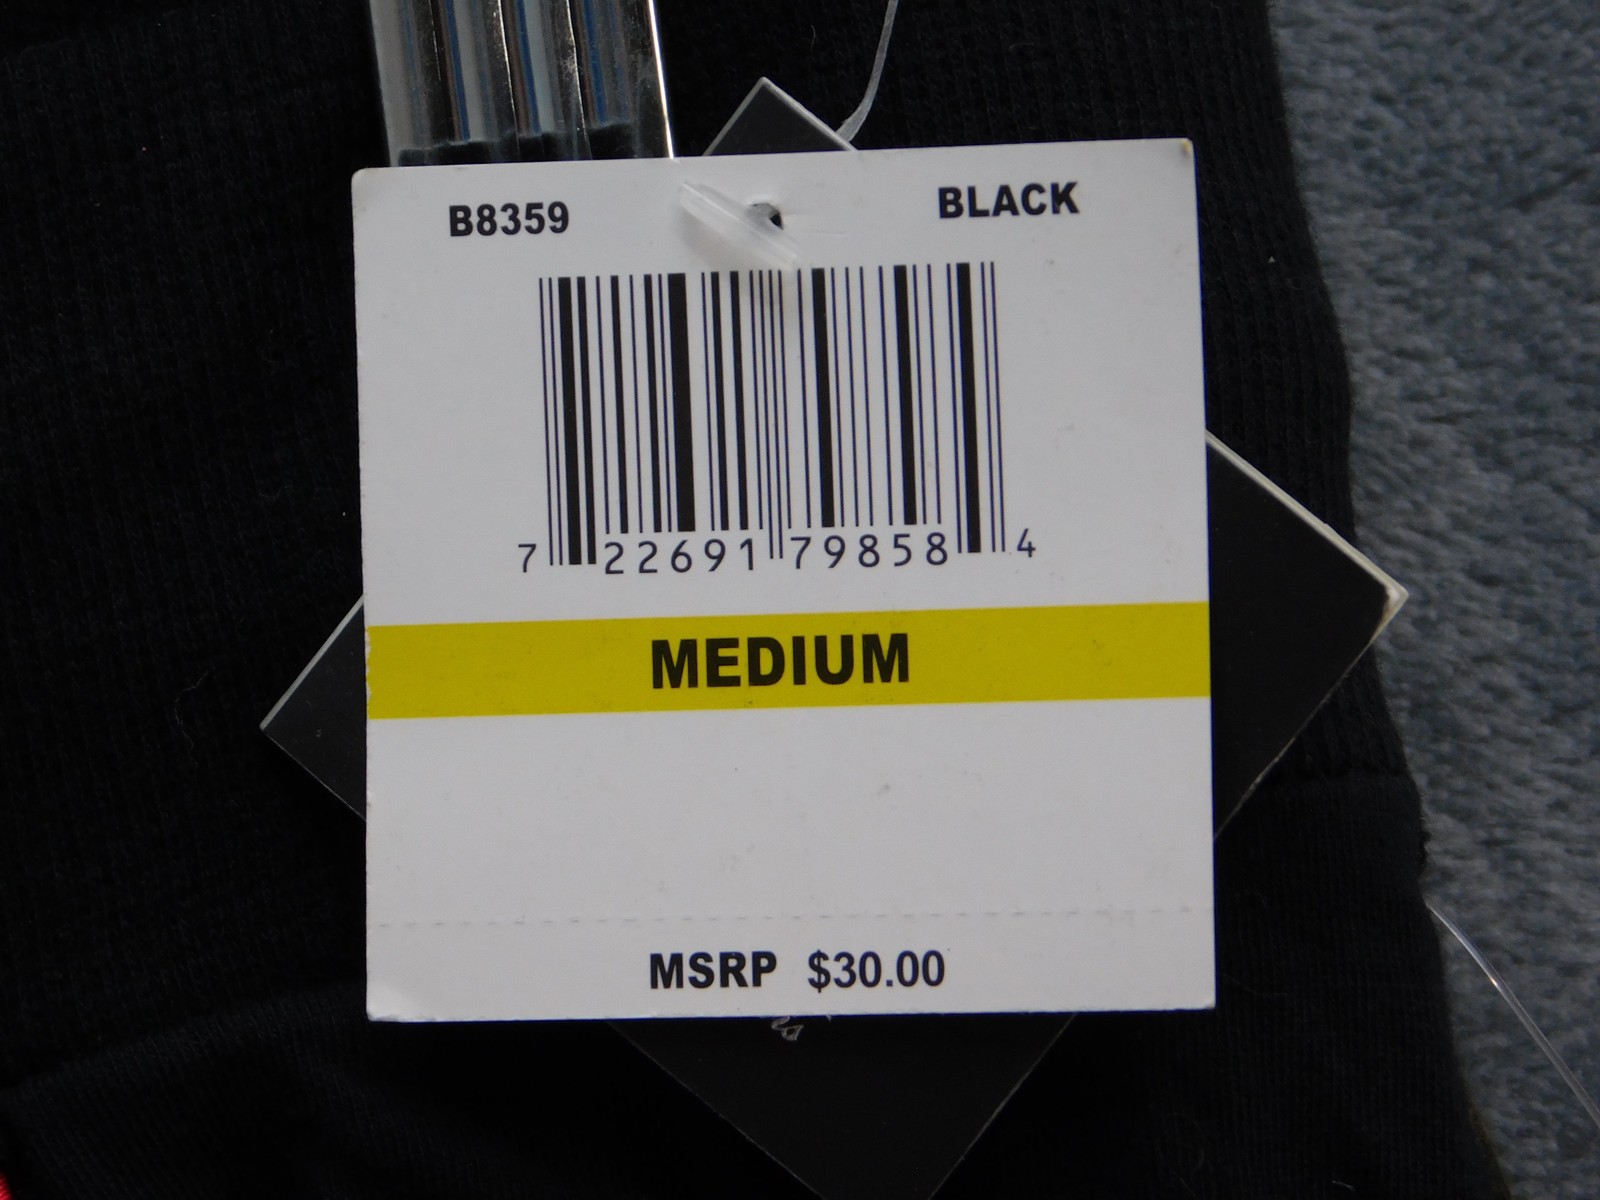 B8359 BLACK
7 22691 79858 4
MEDIUM
MSRP $30.00